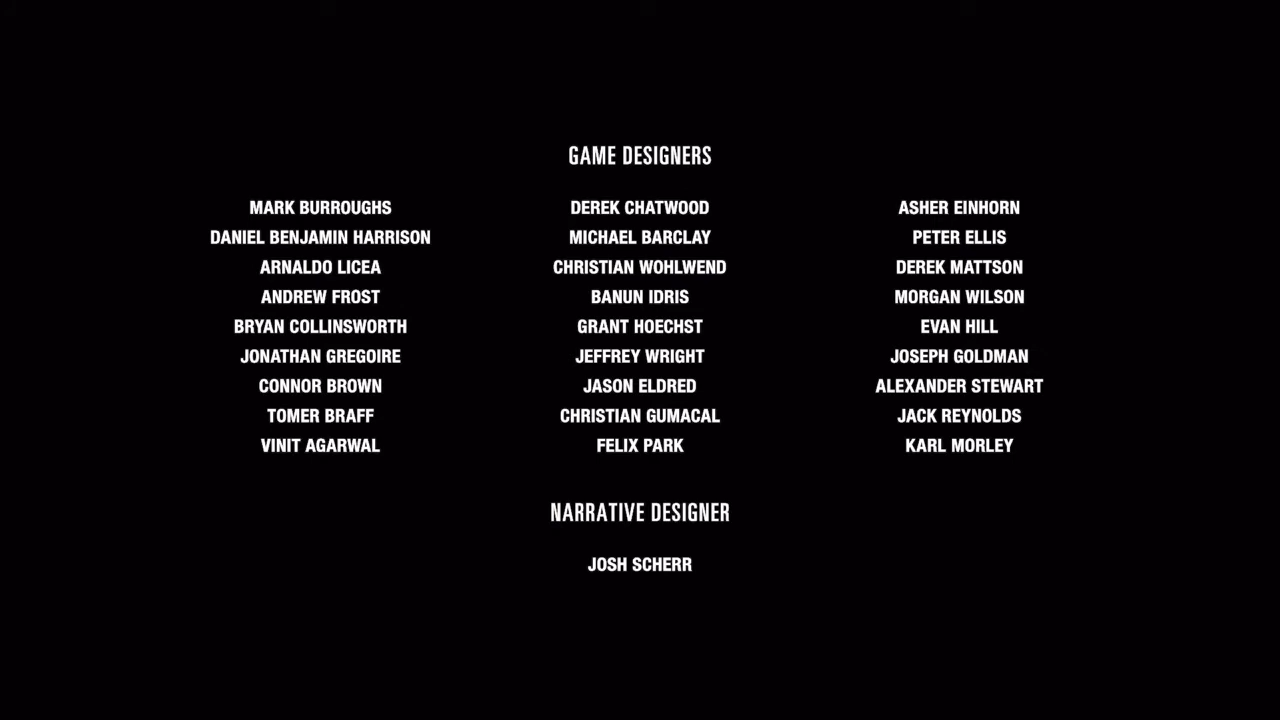 GAME DESIGNERS
MARK BURROUGHS DEREK CHATWOOD ASHER EINHORN
DANIEL BENJAMIN HARRISON MICHAEL BARCLAY PETER ELLIS
ARNALDO LICEA CHRISTIAN WOHLWEND DEREK MATTSON
ANDREW FROST BANUN IDRIS MORGAN WILSON
BRYAN COLLINSWORTH GRANT HOECHST EVAN HILL
JONATHAN GREGOIRE JEFFREY WRIGHT JOSEPH GOLDMAN
CONNOR BROWN JASON ELDRED ALEXANDER STEWART
TOMER BRAFF CHRISTIAN GUMACAL JACK REYNOLDS
VINIT AGARWAL FELIX PARK KARL MORLEY
NARRATIVE DESIGNER
JOSH SCHERR